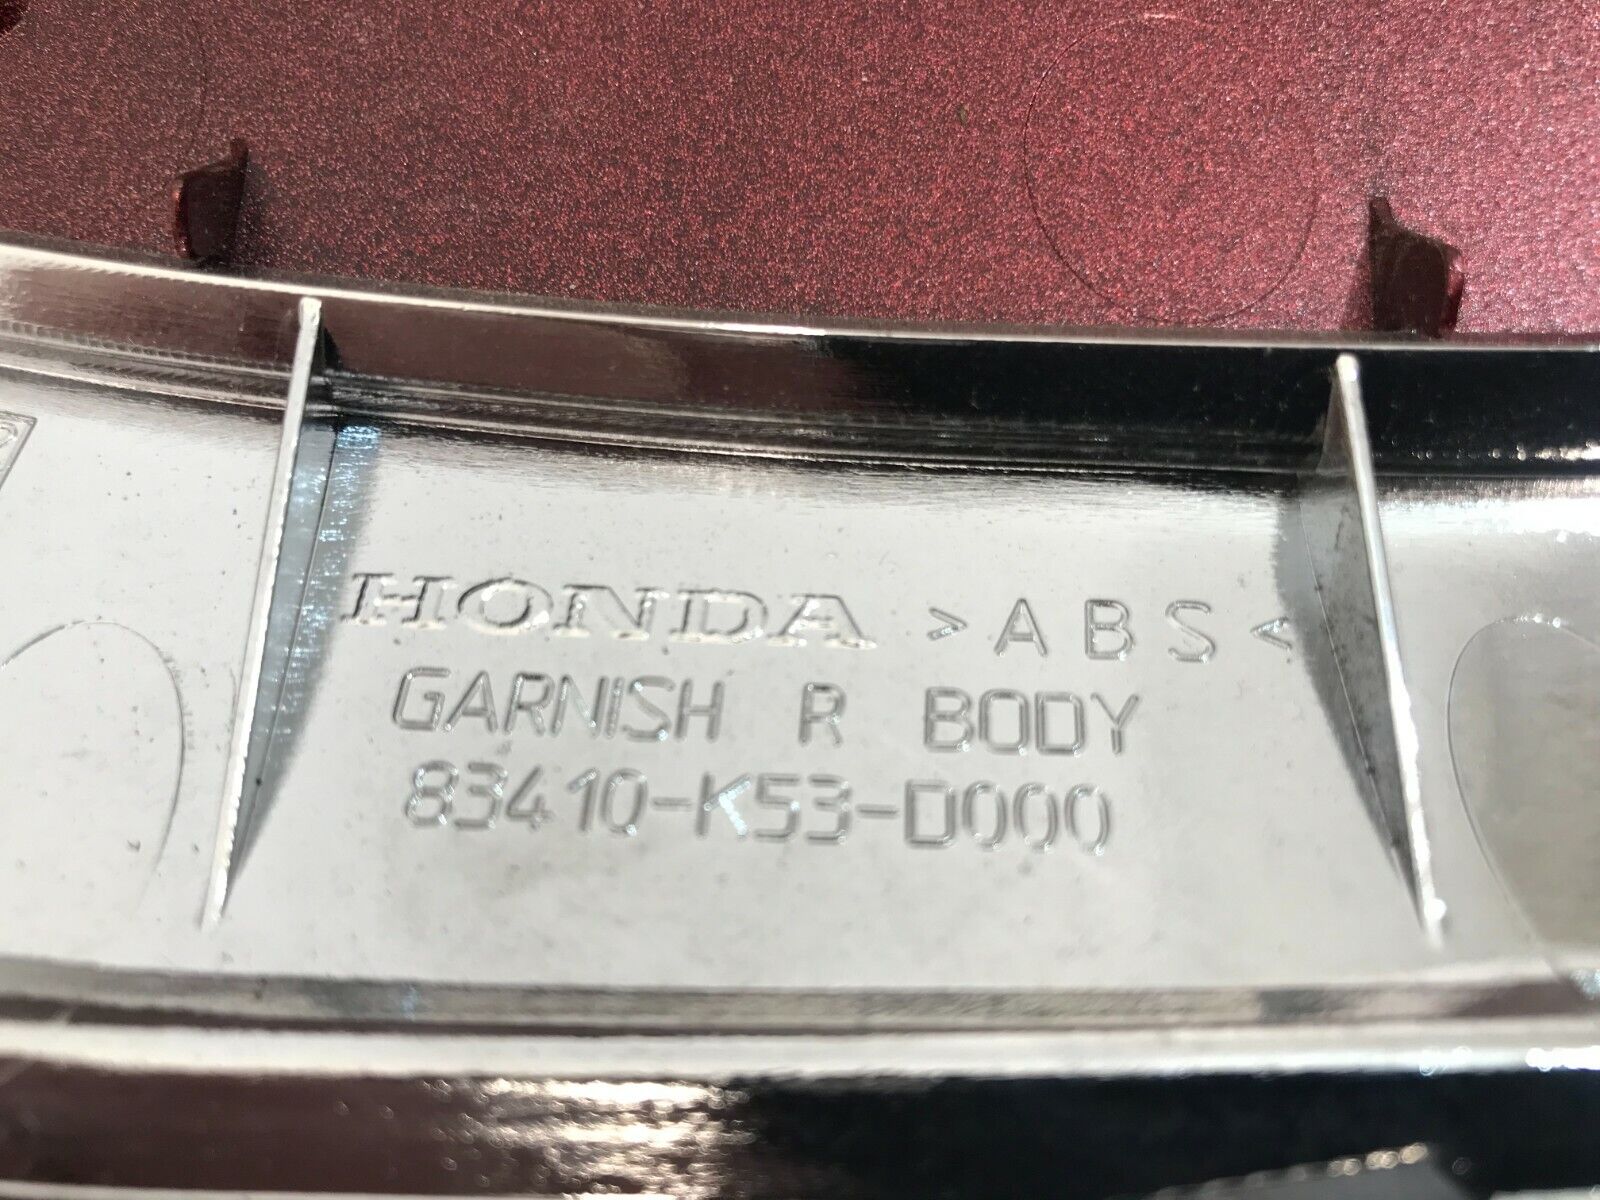 HONDA >ABS<
GARNISH R BODY
83410-K53-D000